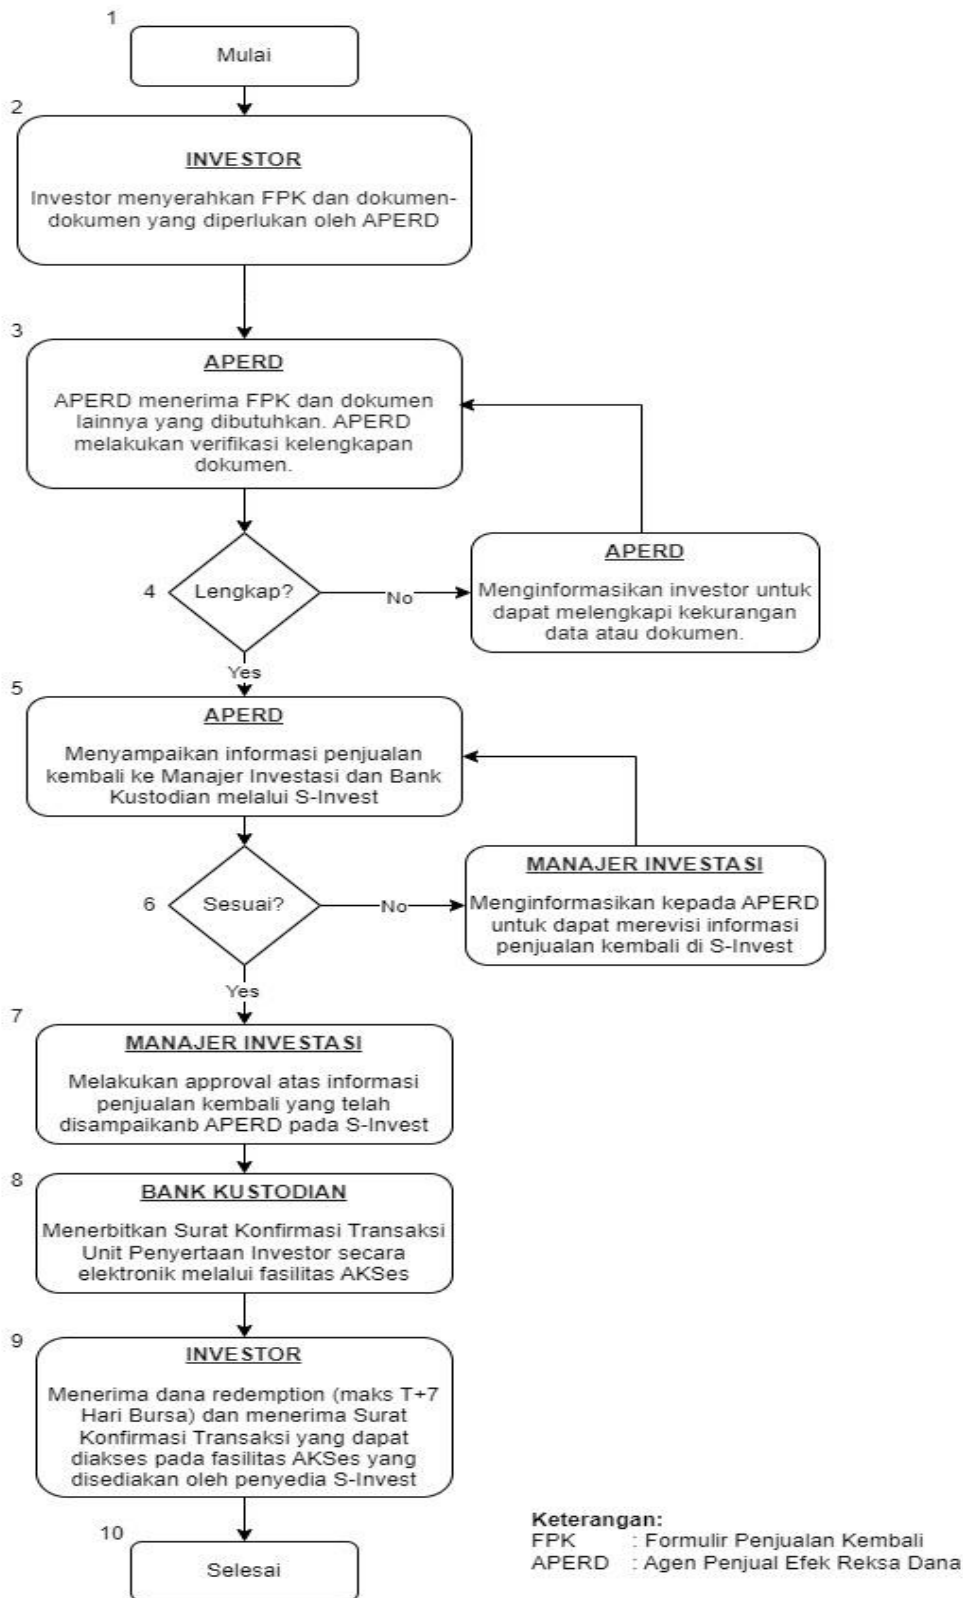 1
Mulai
2
INVESTOR
Investor menyerahkan FPK dan dokumen-
dokumen yang diperlukan oleh APERD
3
APERD
APERD menerima FPK dan dokumen
lainnya yang dibutuhkan. APERD
melakukan verifikasi kelengkapan
dokumen.
4
Lengkap?
No
APERD
Menginformasikan investor untuk
dapat melengkapi kekurangan
data atau dokumen.
Yes
5
APERD
Menyampaikan informasi penjualan
kembali ke Manajer Investasi dan Bank
Kustodian melalui S-Invest
6
Sesuai?
No
MANAJER INVESTASI
Menginformasikan kepada APERD
untuk dapat merevisi informasi
penjualan kembali di S-Invest
Yes
7
MANAJER INVESTASI
Melakukan approval atas informasi
penjualan kembali yang telah
disampaikanb APERD pada S-Invest
8
BANK KUSTODIAN
Menerbitkan Surat Konfirmasi Transaksi
Unit Penyertaan Investor secara
elektronik melalui fasilitas AKSes
9
INVESTOR
Menerima dana redemption (maks T+7
Hari Bursa) dan menerima Surat
Konfirmasi Transaksi yang dapat
diakses pada fasilitas AKSes yang
disediakan oleh penyedia S-Invest
10
Selesai
Keterangan:
FPK : Formulir Penjualan Kembali
APERD : Agen Penjual Efek Reksa Dana